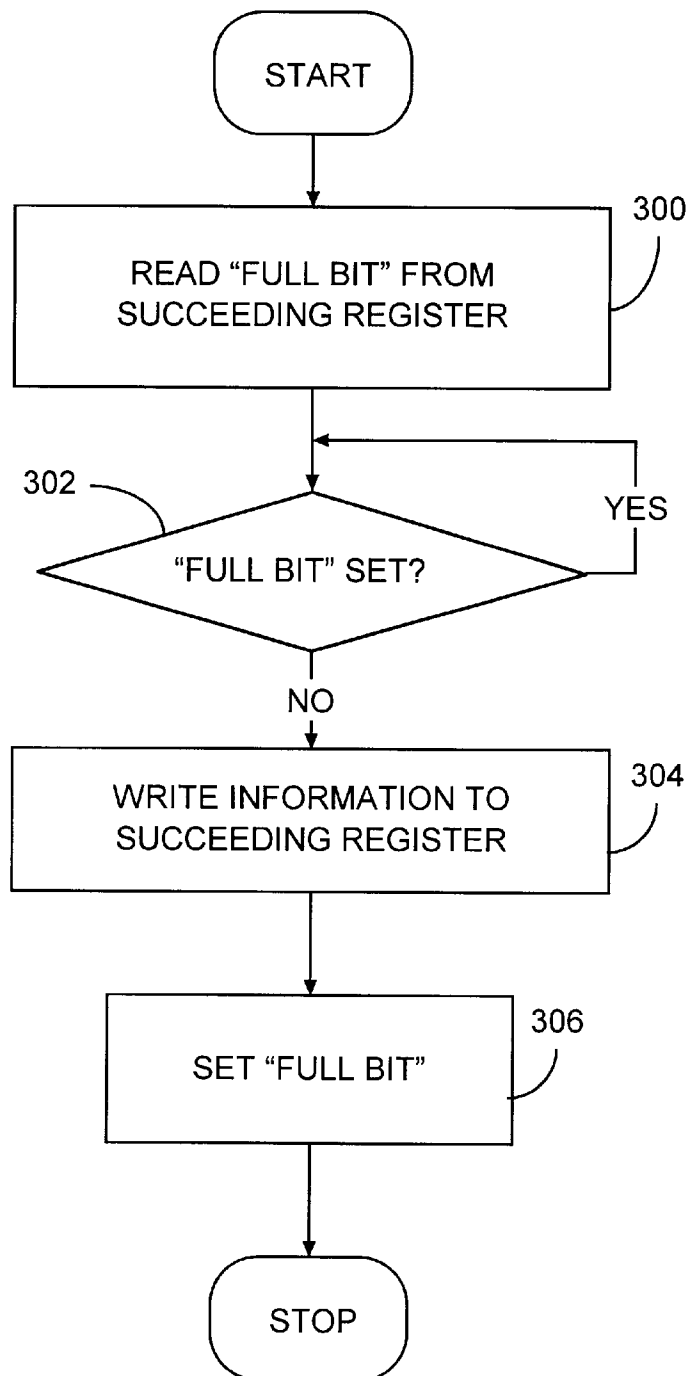 START
300
READ “FULL BIT” FROM
SUCCEEDING REGISTER
302
YES
“FULL BIT” SET?
NO
304
WRITE INFORMATION TO
SUCCEEDING REGISTER
306
SET “FULL BIT”
STOP